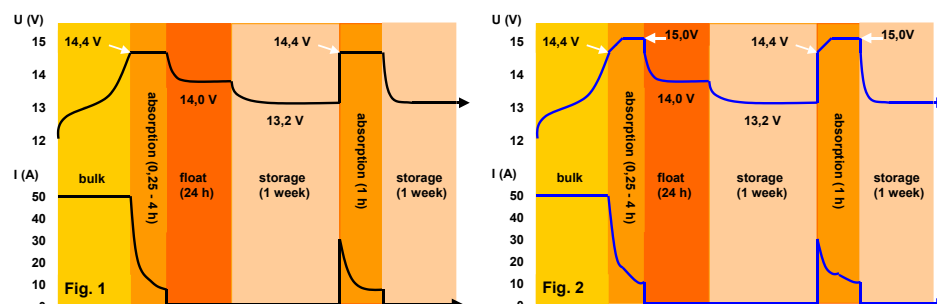 U (V)
15
14
13
12
14,4 V
14,4 V
14,0 V
13,2 V
absorption (0,25 - 4 h)
absorption (1 h)
bulk
float
(24 h)
storage
(1 week)
storage
(1 week)
I (A)
50
40
30
20
10
0
Fig. 1
U (V)
15
14
13
12
14,4 V
15,0V
14,4 V
15,0V
14,0 V
13,2 V
absorption (0,25 - 4 h)
absorption (1 h)
bulk
float
(24 h)
storage
(1 week)
storage
(1 week)
I (A)
50
40
30
20
10
0
Fig. 2